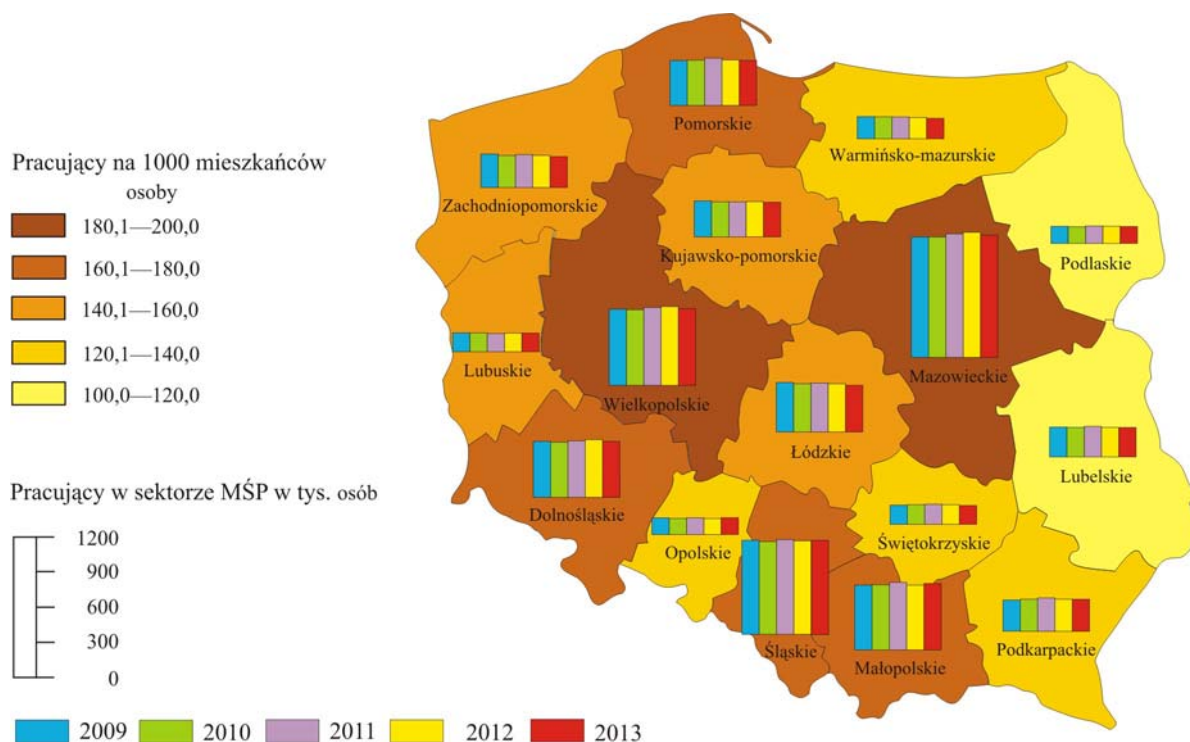 Pracujący na 1000 mieszkańców
osoby
180,1—200,0
160,1—180,0
140,1—160,0
120,1—140,0
100,0—120,0
Pracujący w sektorze MŚP w tys. osób
1200
900
600
300
0
2009 2010 2011 2012 2013
Pomorskie
Warmińsko-mazurskie
Zachodniopomorskie
Kujawsko-pomorskie
Podlaskie
Lubuskie
Wielkopolskie
Mazowieckie
Łódzkie
Lubelskie
Dolnośląskie
Opolskie
Świętokrzyskie
Śląskie
Małopolskie
Podkarpackie